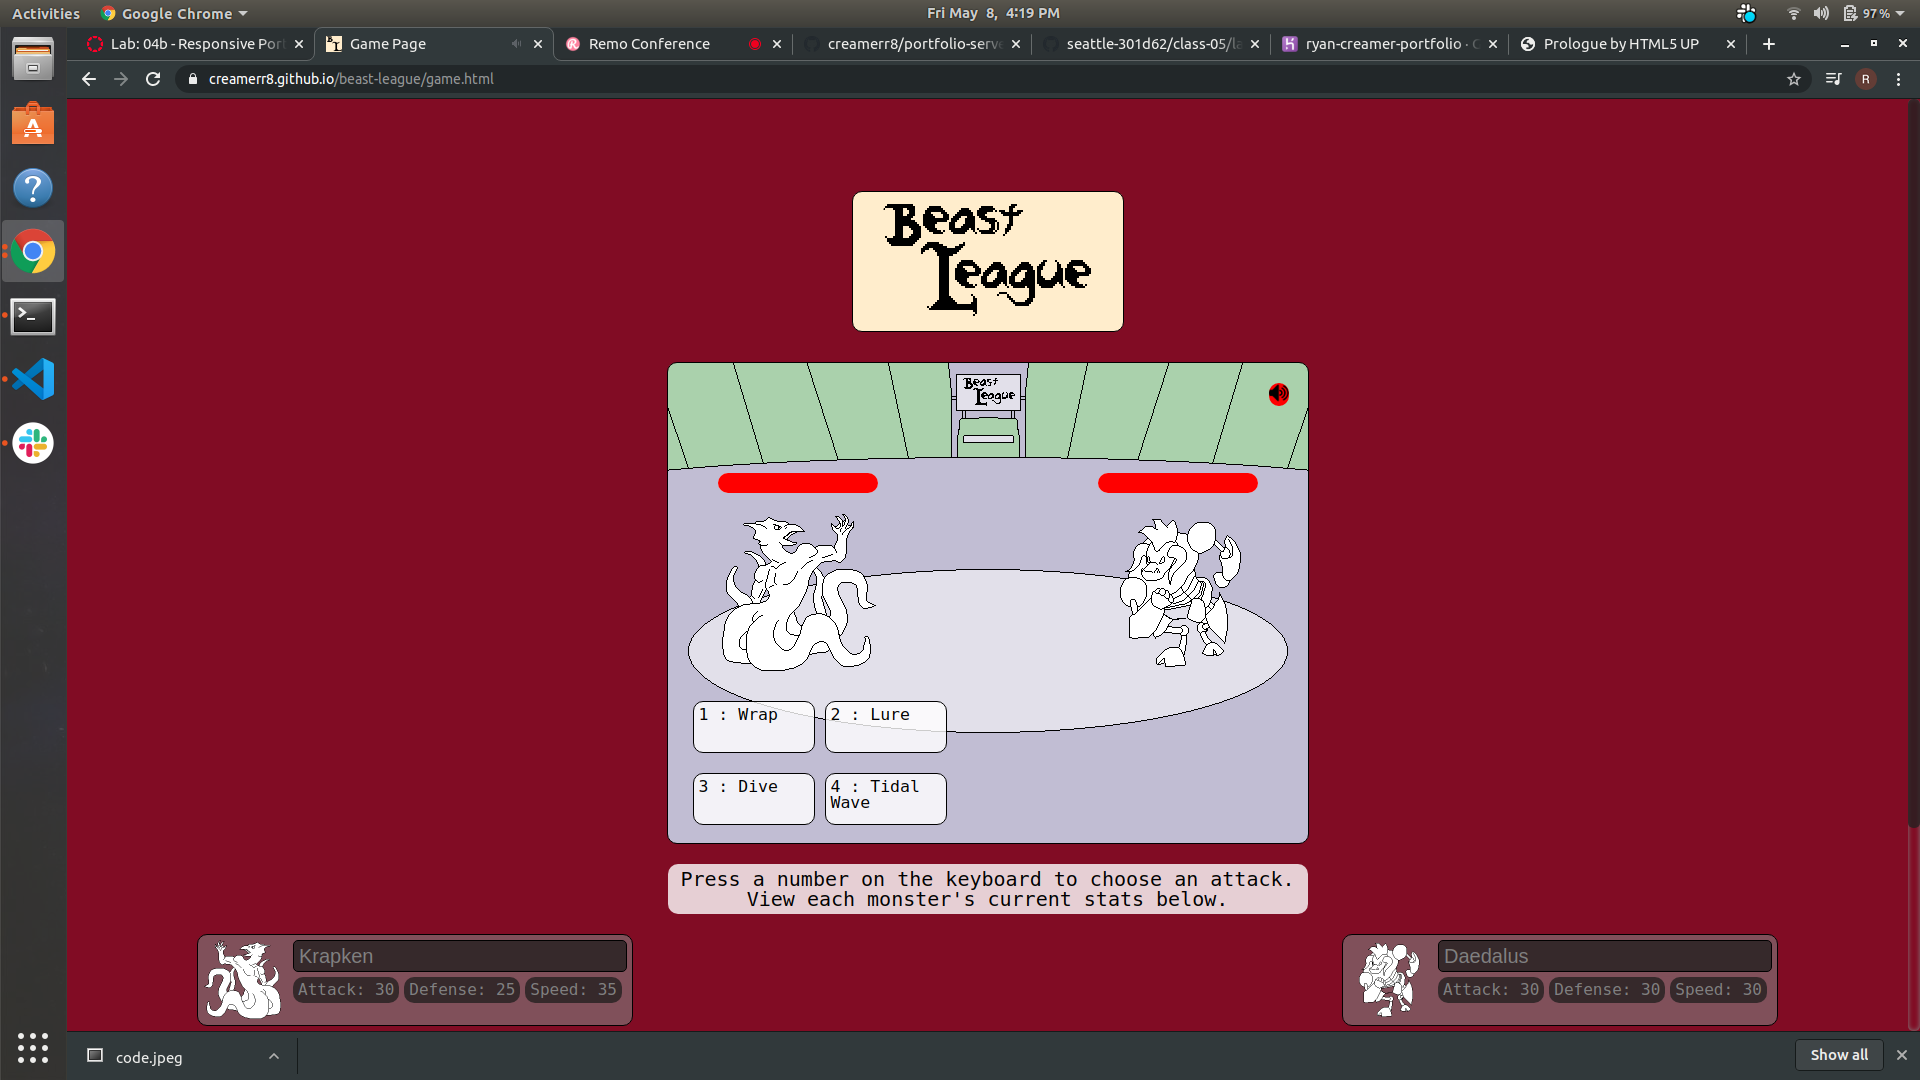 Activities
Google Chrome
Fri May 8, 4:19 PM
97 %
Lab: 04b - Responsive Por
Game Page
Remo Conference
creamerr8/portfolio-serve
seattle-301d62/class-05/la
ryan-creamer-portfolio · C
Prologue by HTML5 UP
creamerr8.github.io/beast-league/game.html
R
Beast
League
Beast
League
1 : Wrap
2 : Lure
3 : Dive
4 : Tidal
Wave
Press a number on the keyboard to choose an attack.
View each monster's current stats below.
Krapken
Attack: 30 Defense: 25 Speed: 35
Daedalus
Attack: 30 Defense: 30 Speed: 30
code.jpeg
Show all